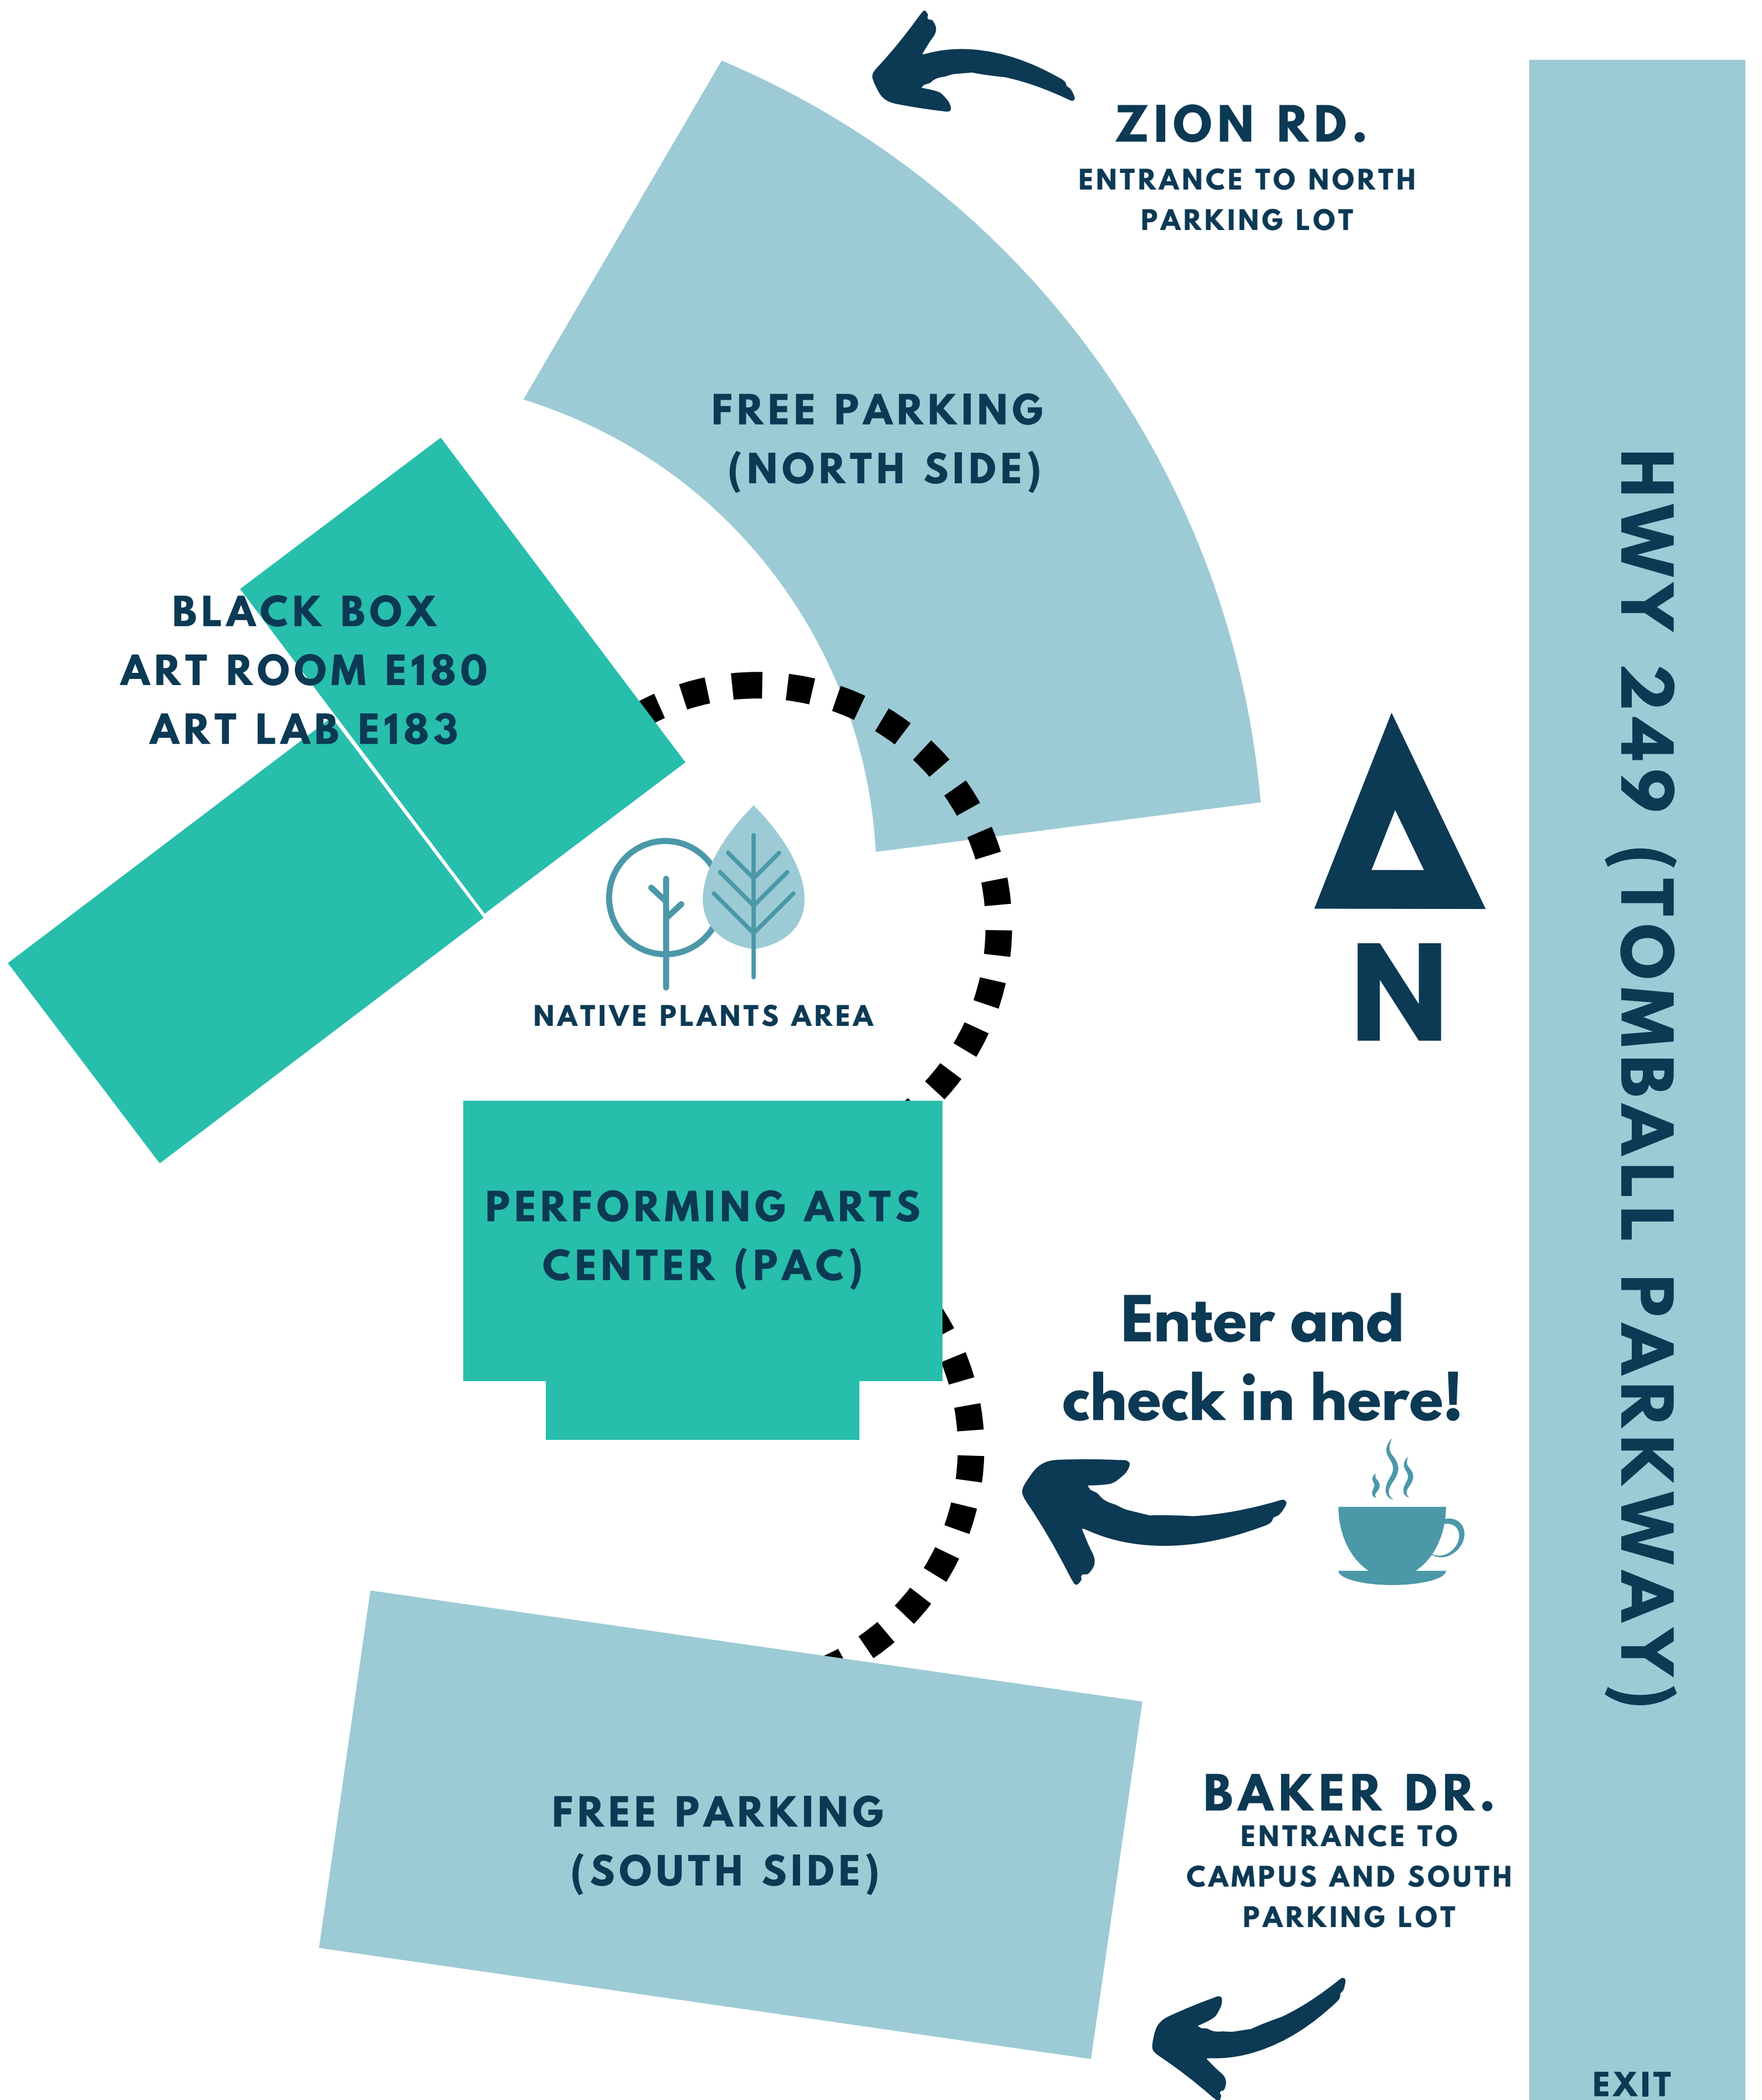 ZION RD.
ENTRANCE TO NORTH
PARKING LOT
FREE PARKING
(NORTH SIDE)
BLACK BOX
ART ROOM E180
ART LAB E183
NATIVE PLANTS AREA
N
HWY 249 (TOMBALL PARKWAY)
PERFORMING ARTS
CENTER (PAC)
Enter and
check in here!
FREE PARKING
(SOUTH SIDE)
BAKER DR.
ENTRANCE TO
CAMPUS AND SOUTH
PARKING LOT
EXIT